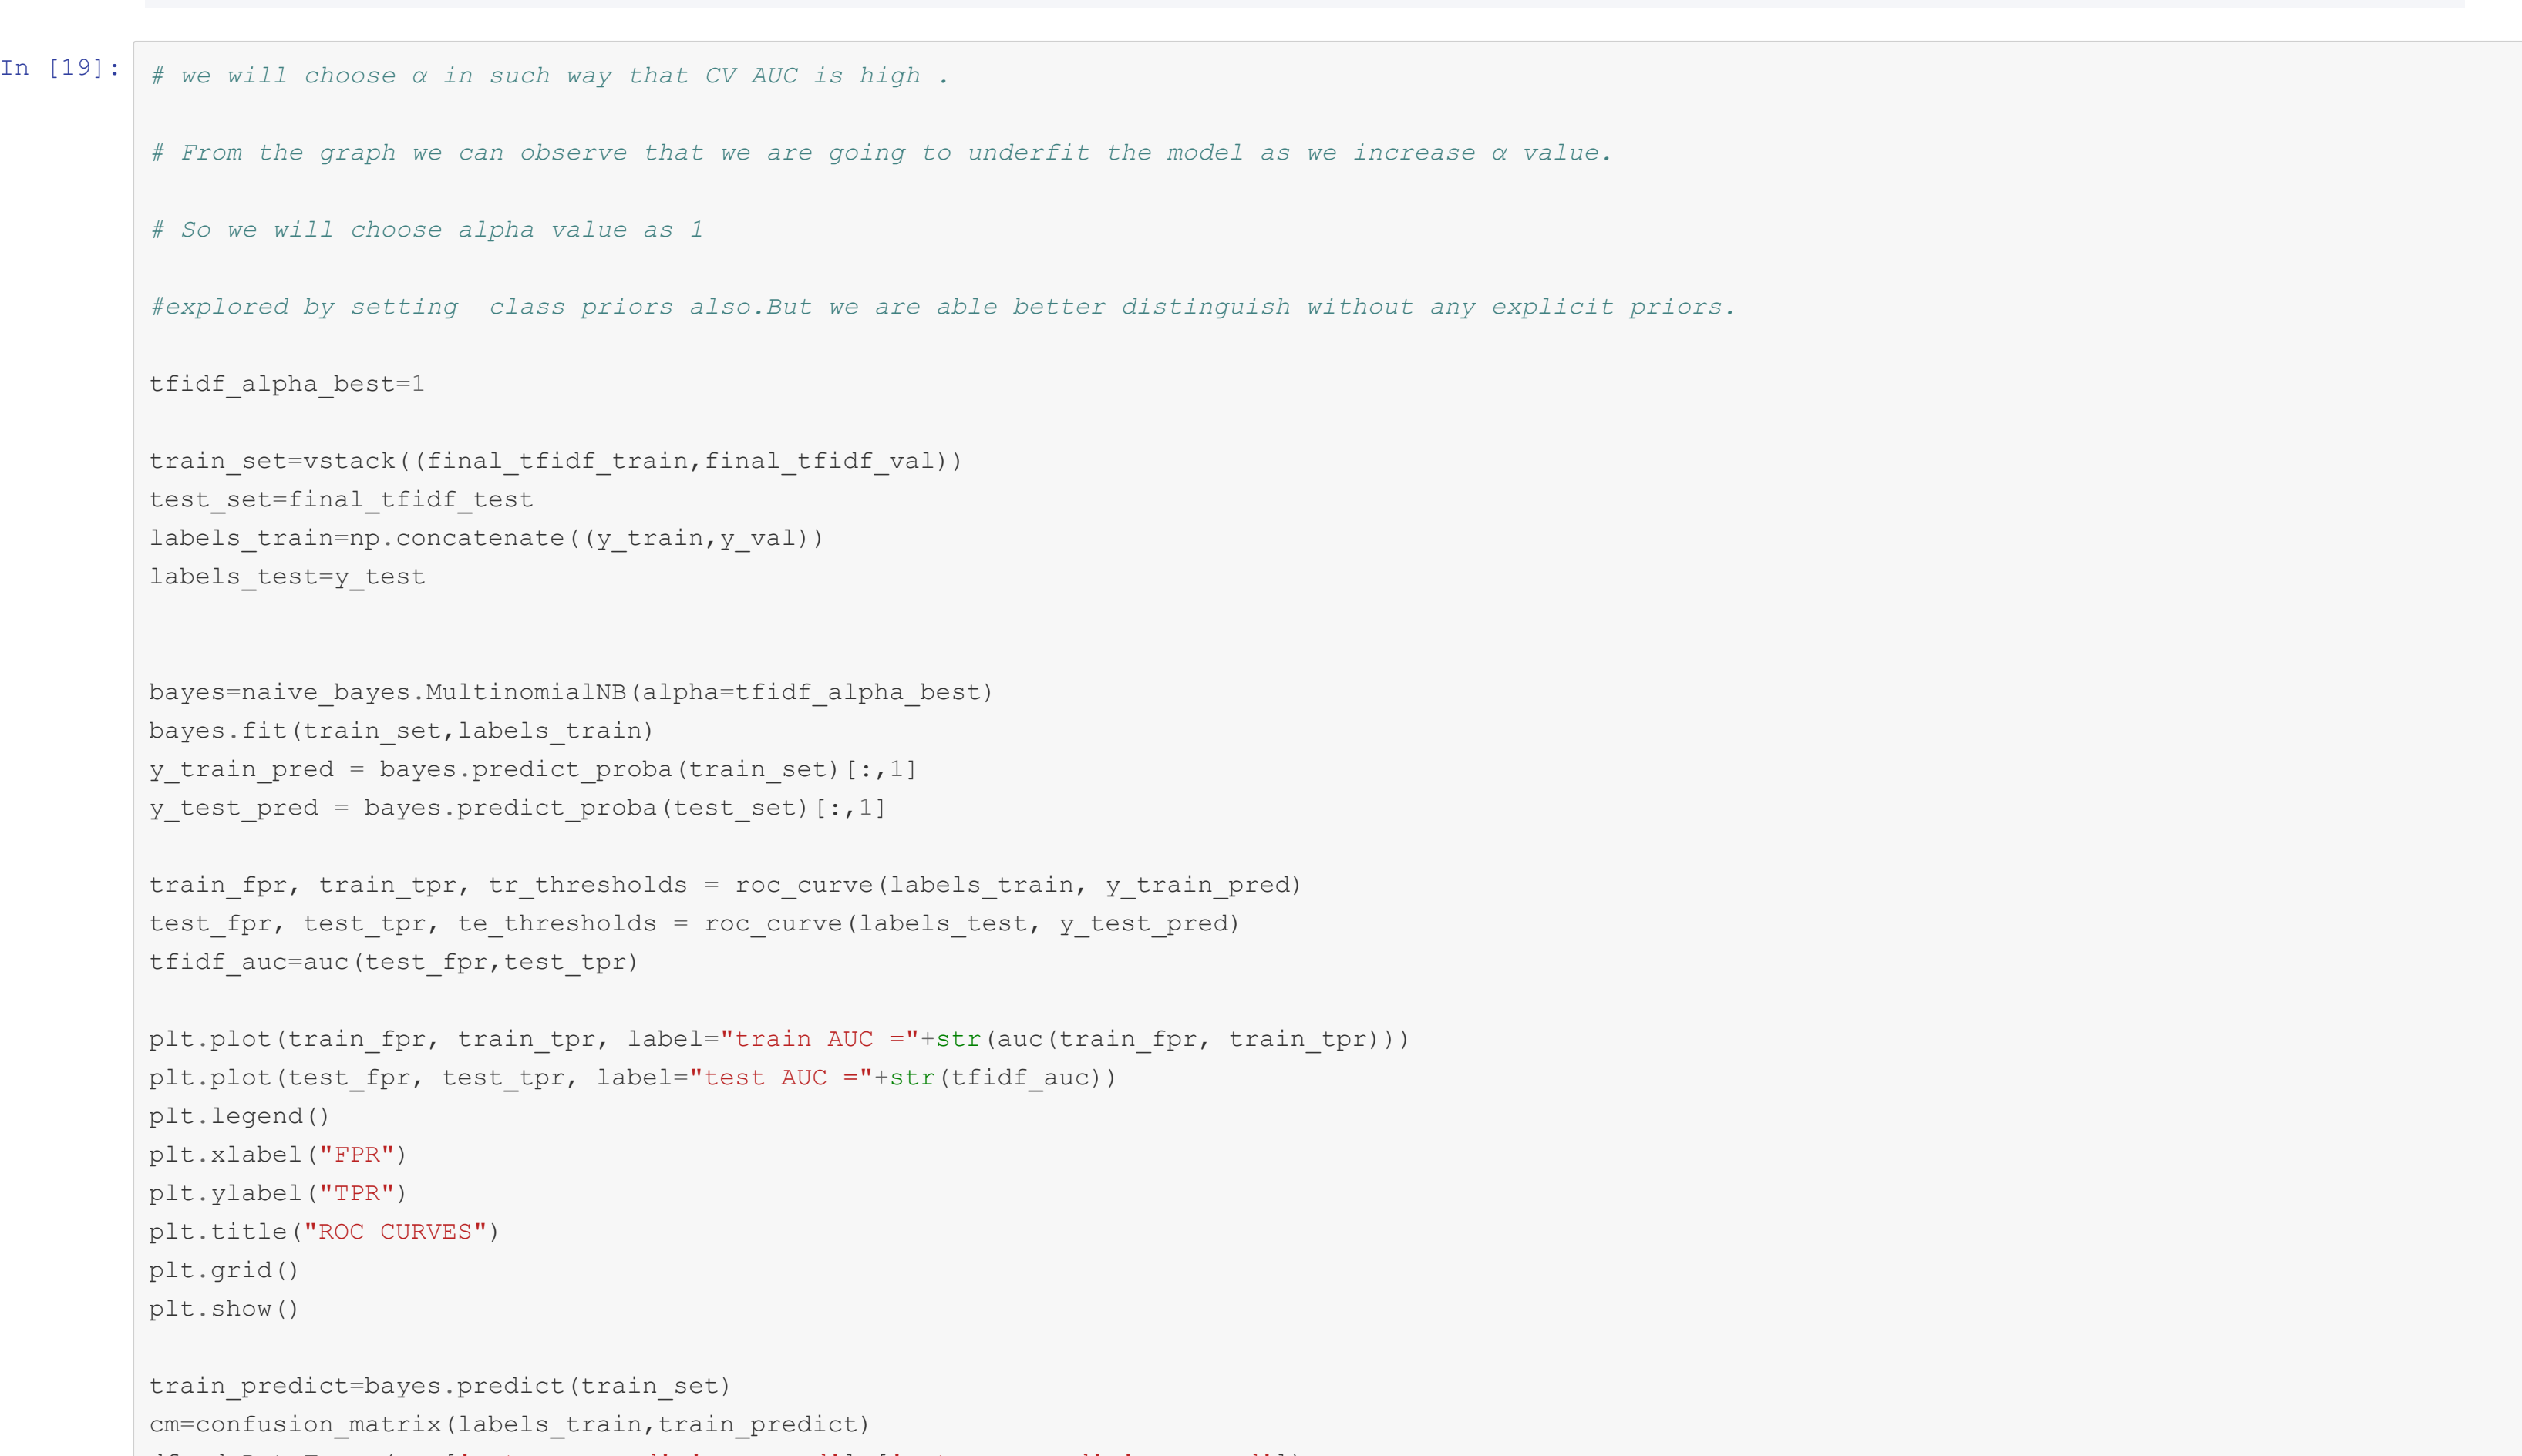 In [19]:
# we will choose α in such way that CV AUC is high .
# From the graph we can observe that we are going to underfit the model as we increase α value.
# So we will choose alpha value as 1
#explored by setting  class priors also.But we are able better distinguish without any explicit priors.
tfidf_alpha_best=1
train_set=vstack((final_tfidf_train,final_tfidf_val))
test_set=final_tfidf_test
labels_train=np.concatenate((y_train,y_val))
labels_test=y_test
bayes=naive_bayes.MultinomialNB(alpha=tfidf_alpha_best)
bayes.fit(train_set,labels_train)
y_train_pred = bayes.predict_proba(train_set)[:,1]
y_test_pred = bayes.predict_proba(test_set)[:,1]
train_fpr, train_tpr, tr_thresholds = roc_curve(labels_train, y_train_pred)
test_fpr, test_tpr, te_thresholds = roc_curve(labels_test, y_test_pred)
tfidf_auc=auc(test_fpr,test_tpr)
plt.plot(train_fpr, train_tpr, label="train AUC ="+str(auc(train_fpr, train_tpr)))
plt.plot(test_fpr, test_tpr, label="test AUC ="+str(tfidf_auc))
plt.legend()
plt.xlabel("FPR")
plt.ylabel("TPR")
plt.title("ROC CURVES")
plt.grid()
plt.show()
train_predict=bayes.predict(train_set)
cm=confusion_matrix(labels_train,train_predict)